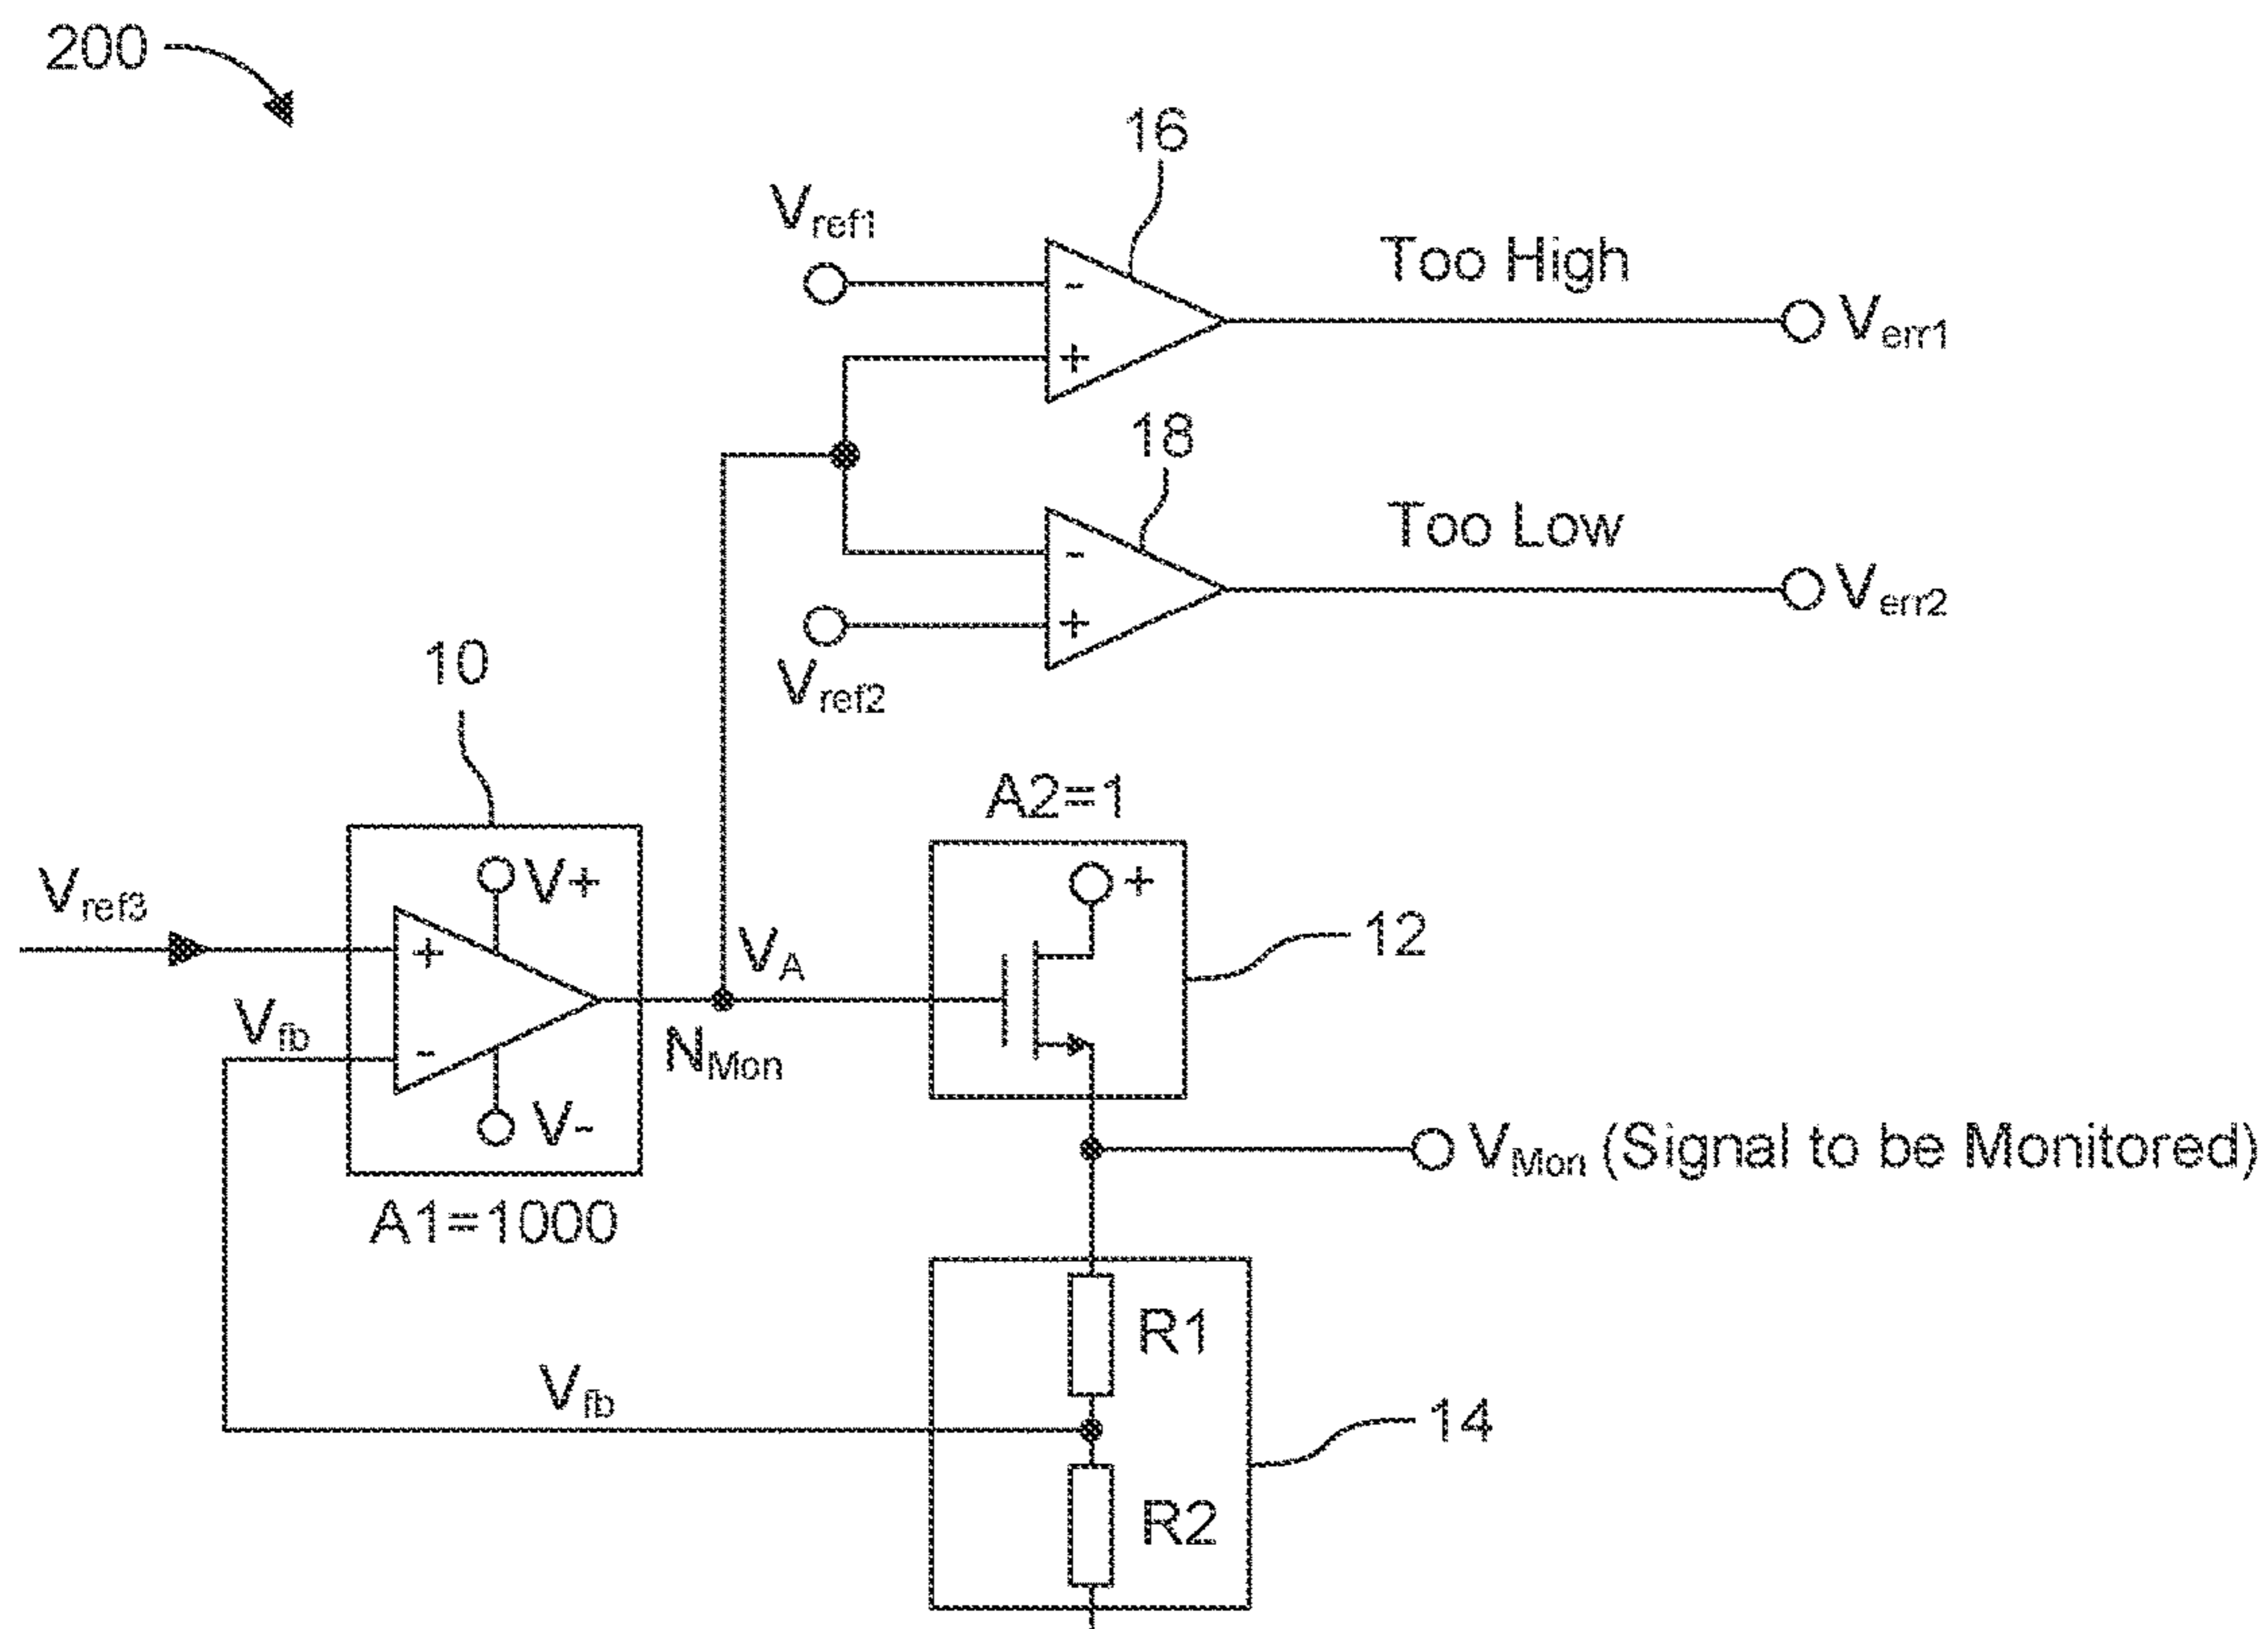 200
16
Vref1
-
+
Too High
Verr1
18
-
+
Too Low
Verr2
Vref2
10
A2=1
Vref3
V+
+
-
V-
VA
+
12
Vfb
NMon
A1=1000
VMon (Signal to be Monitored)
R1
Vfb
14
R2